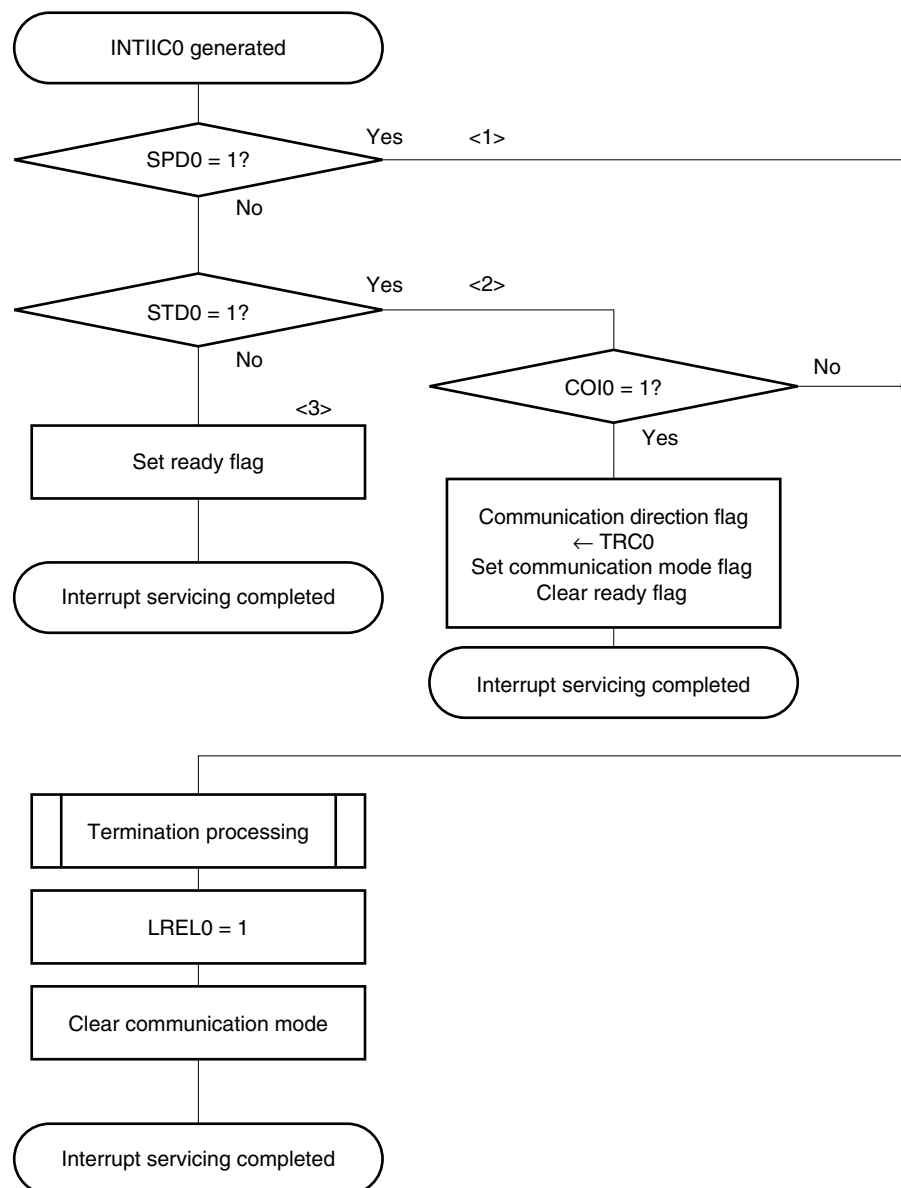 INTIIC0 generated
Yes
<1>
SPD0 = 1?
No
Yes
<2>
STD0 = 1?
No
No
COI0 = 1?
<3>
Yes
Set ready flag
Communication direction flag
← TRC0
Set communication mode flag
Clear ready flag
Interrupt servicing completed
Interrupt servicing completed
Termination processing
LREL0 = 1
Clear communication mode
Interrupt servicing completed